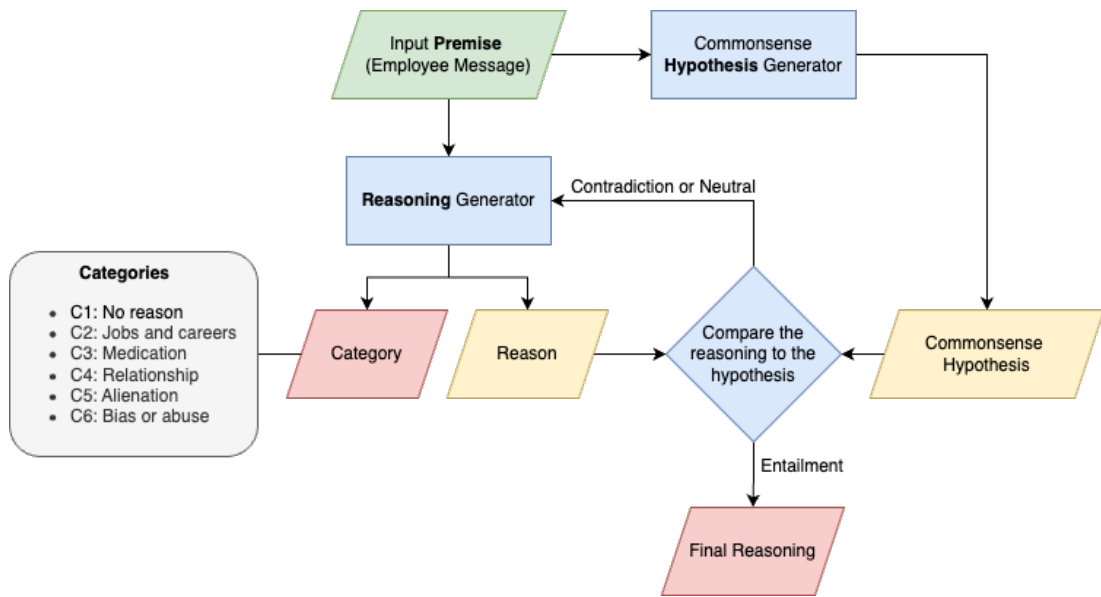 Input Premise
(Employee Message)
Commonsense
Hypothesis Generator
Reasoning Generator
Contradiction or Neutral
Categories
C1: No reason
C2: Jobs and careers
C3: Medication
C4: Relationship
C5: Alienation
C6: Bias or abuse
Category
Reason
Compare the
reasoning to the
hypothesis
Commonsense
Hypothesis
Entailment
Final Reasoning